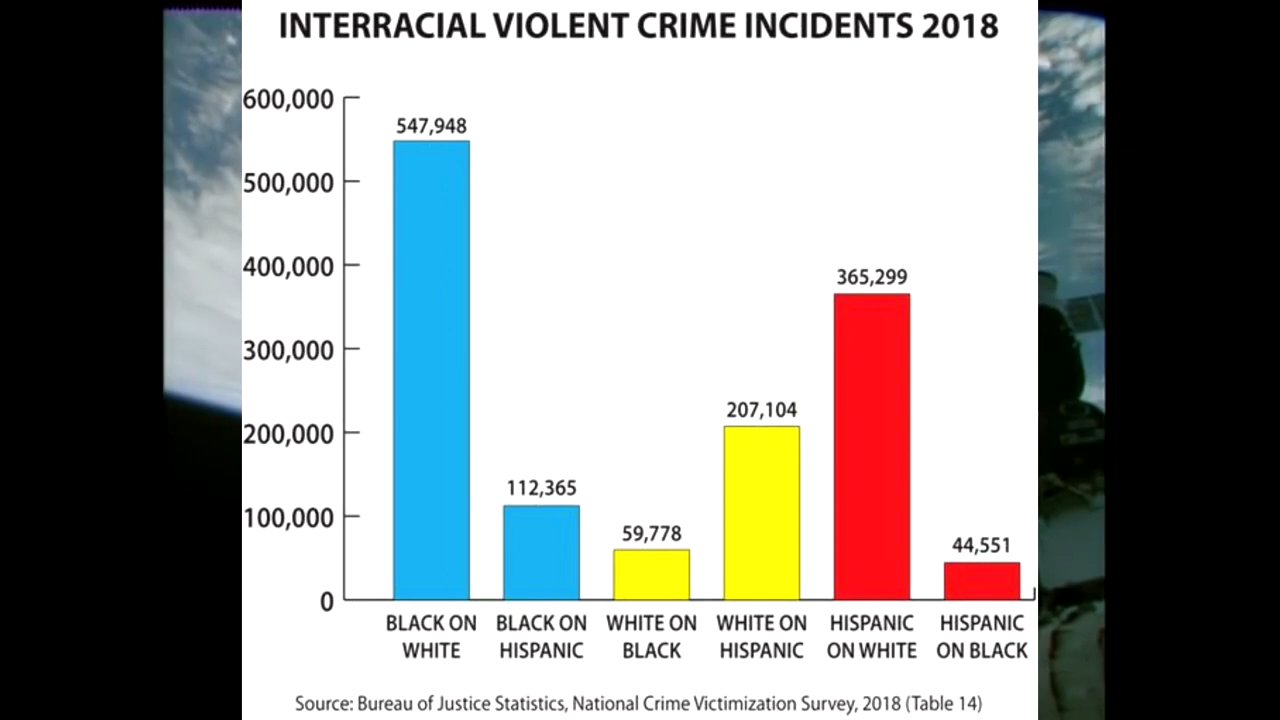 INTERRACIAL VIOLENT CRIME INCIDENTS 2018
600,000
547,948
500,000
400,000
365,299
300,000
207,104
200,000
112,365
100,000
59,778
44,551
0
BLACK ON WHITE
BLACK ON HISPANIC
WHITE ON BLACK
WHITE ON HISPANIC
HISPANIC ON WHITE
HISPANIC ON BLACK
Source: Bureau of Justice Statistics, National Crime Victimization Survey, 2018 (Table 14)